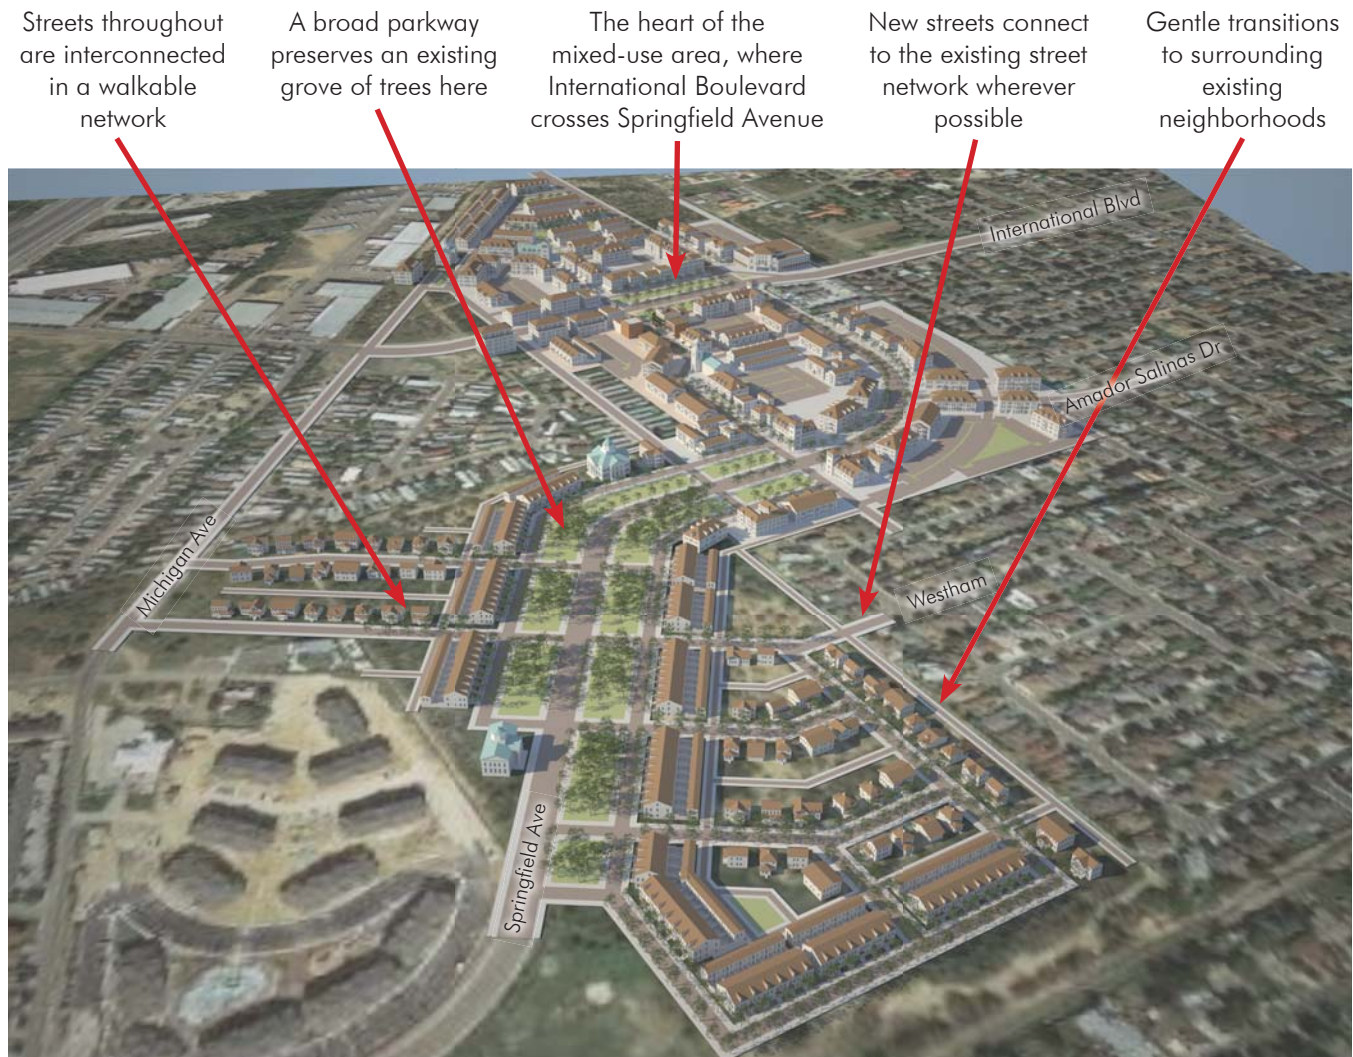 Streets throughout
are interconnected
in a walkable
network
A broad parkway
preserves an existing
grove of trees here
The heart of the
mixed-use area, where
International Boulevard
crosses Springfield Avenue
New streets connect
to the existing street
network wherever
possible
Gentle transitions
to surrounding
existing
neighborhoods
International Blvd
Amador Salinas Dr
Michigan Ave
Westham
Springfield Ave